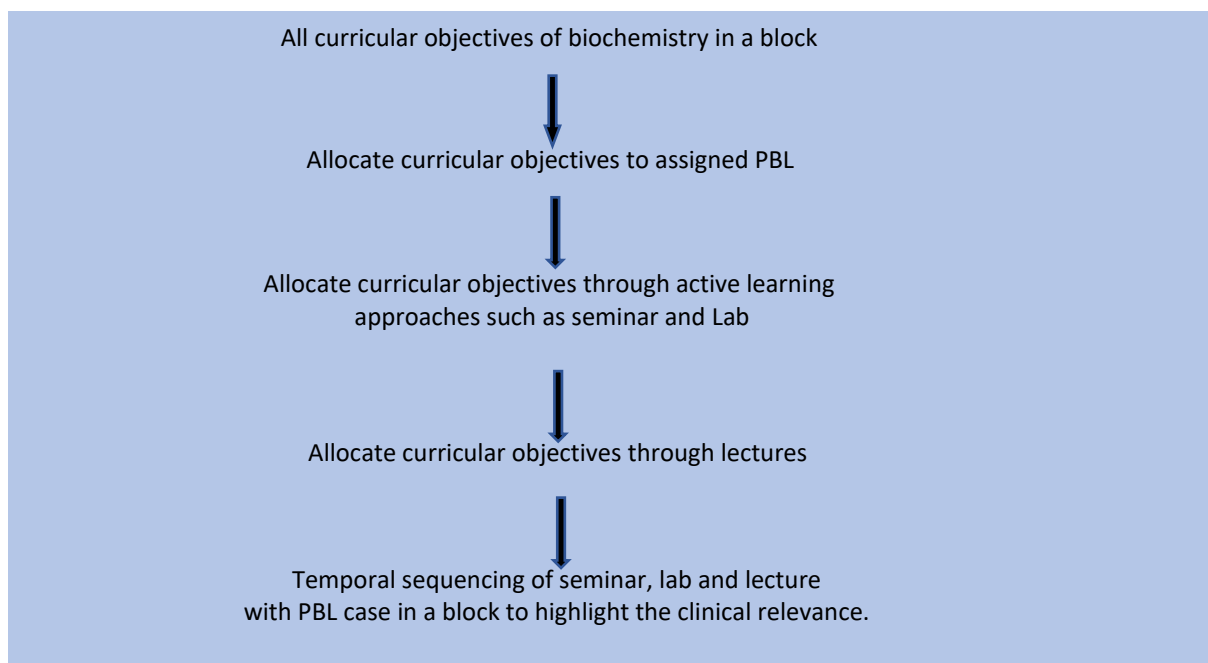 All curricular objectives of biochemistry in a block
Allocate curricular objectives to assigned PBL
Allocate curricular objectives through active learning
approaches such as seminar and Lab
Allocate curricular objectives through lectures
Temporal sequencing of seminar, lab and lecture
with PBL case in a block to highlight the clinical relevance.